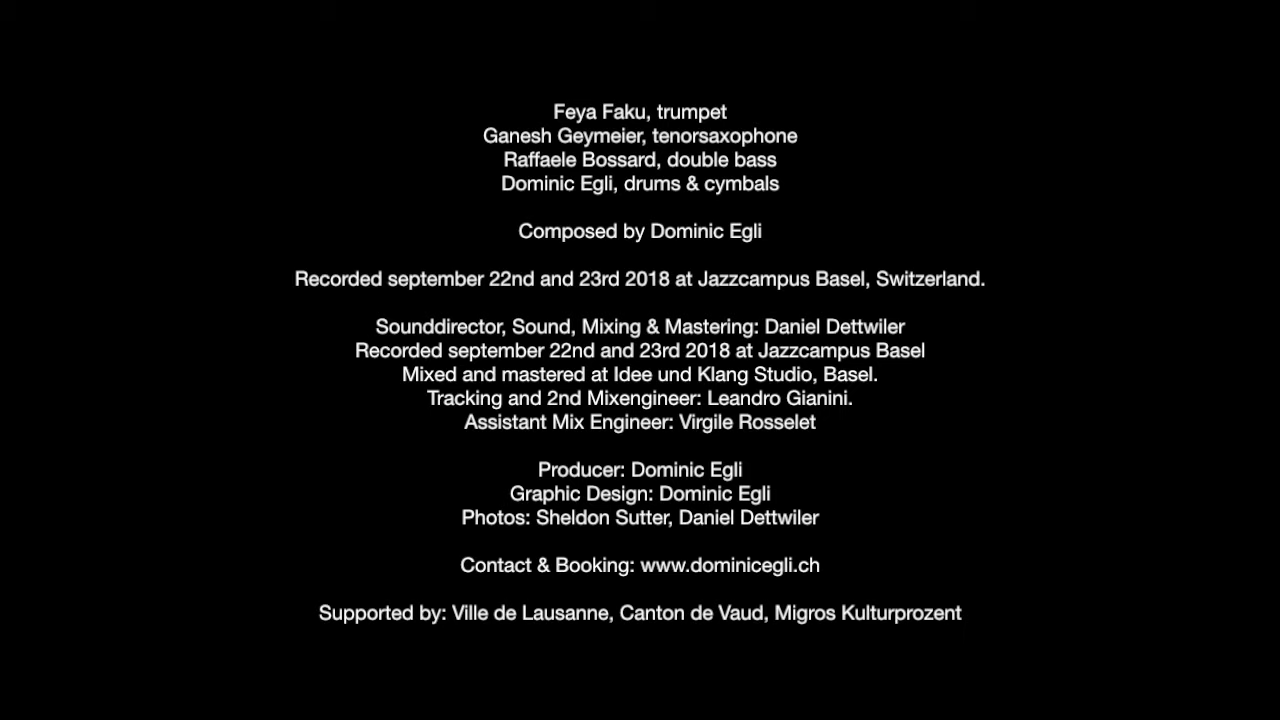 Feya Faku, trumpet
Ganesh Geymeier, tenorsaxophone
Raffaele Bossard, double bass
Dominic Egli, drums & cymbals
Composed by Dominic Egli
Recorded september 22nd and 23rd 2018 at Jazzcampus Basel, Switzerland.
Sounddirector, Sound, Mixing & Mastering: Daniel Dettwiler
Recorded september 22nd and 23rd 2018 at Jazzcampus Basel
Mixed and mastered at Idee und Klang Studio, Basel.
Tracking and 2nd Mixengineer: Leandro Gianini.
Assistant Mix Engineer: Virgile Rosselet
Producer: Dominic Egli
Graphic Design: Dominic Egli
Photos: Sheldon Sutter, Daniel Dettwiler
Contact & Booking: www.dominicegli.ch
Supported by: Ville de Lausanne, Canton de Vaud, Migros Kulturprozent